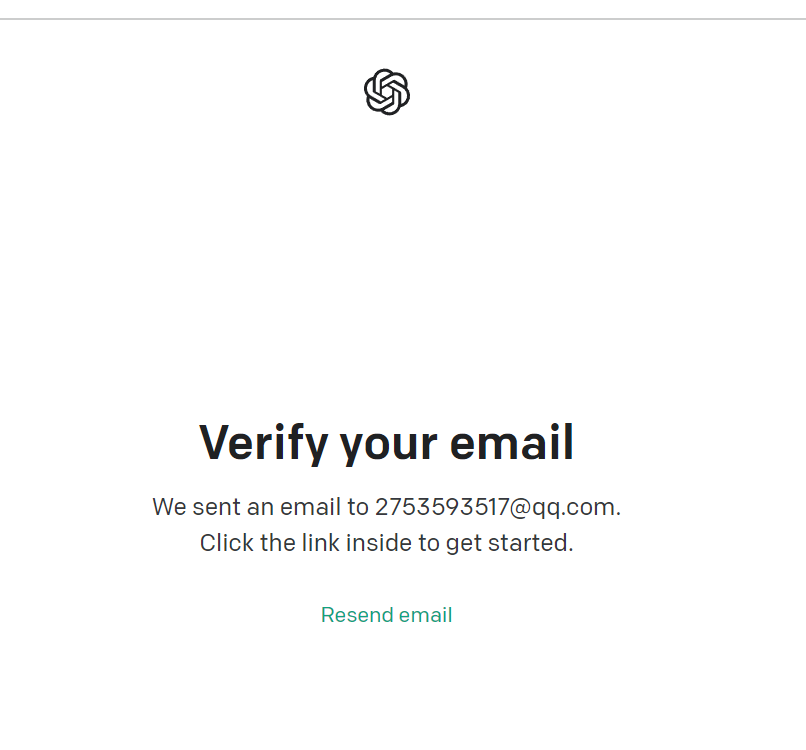 Verify your email
We sent an email to 2753593517@qq.com.
Click the link inside to get started.
Resend email